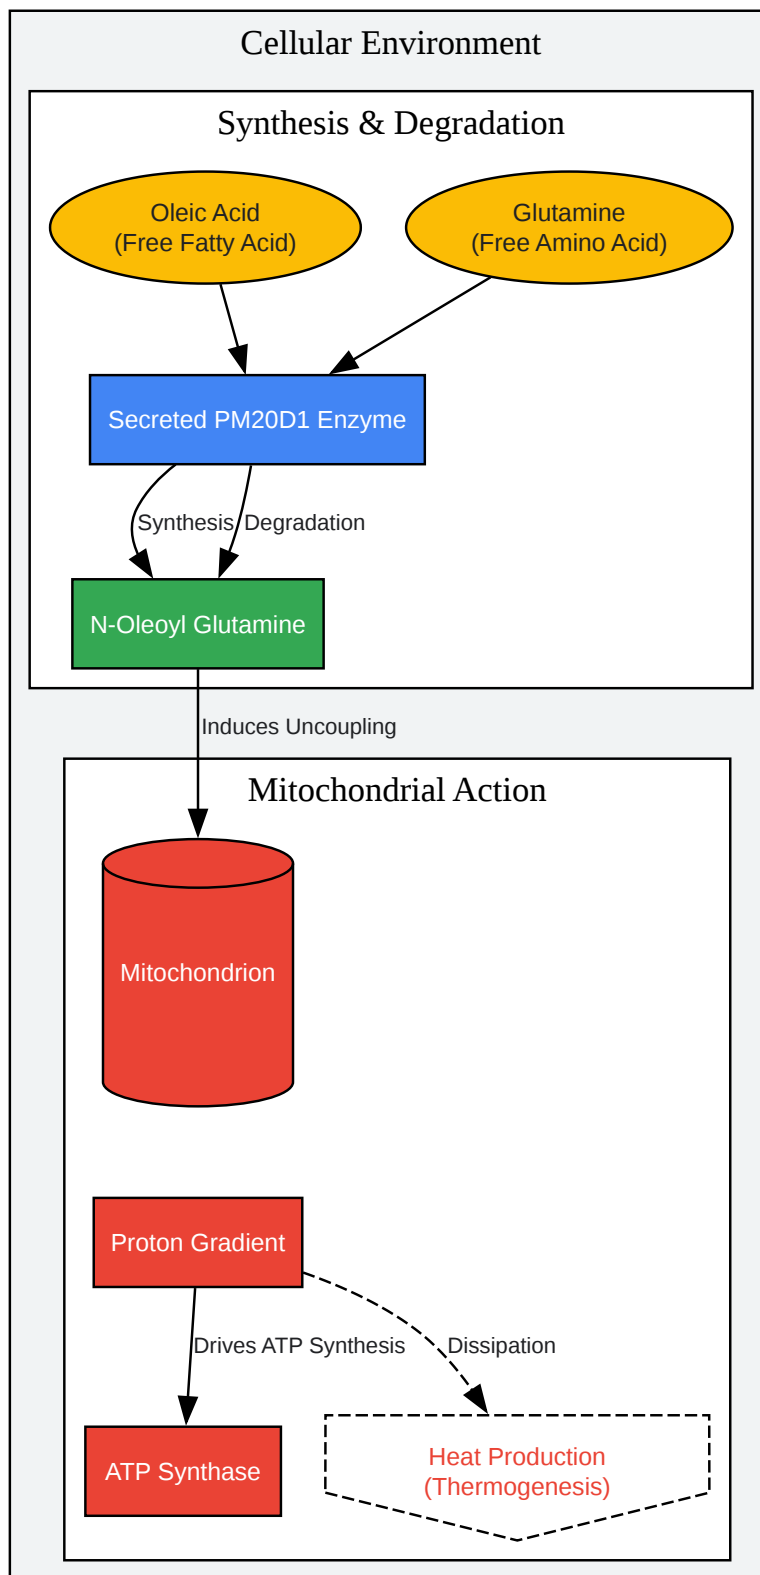 Cellular Environment
Synthesis & Degradation
Oleic Acid
(Free Fatty Acid)
Glutamine
(Free Amino Acid)
Secreted PM20D1 Enzyme
Synthesis
Degradation
N-Oleoyl Glutamine
Induces Uncoupling
Mitochondrial Action
Mitochondrion
Proton Gradient
Drives ATP Synthesis
Dissipation
ATP Synthase
Heat Production
(Thermogenesis)